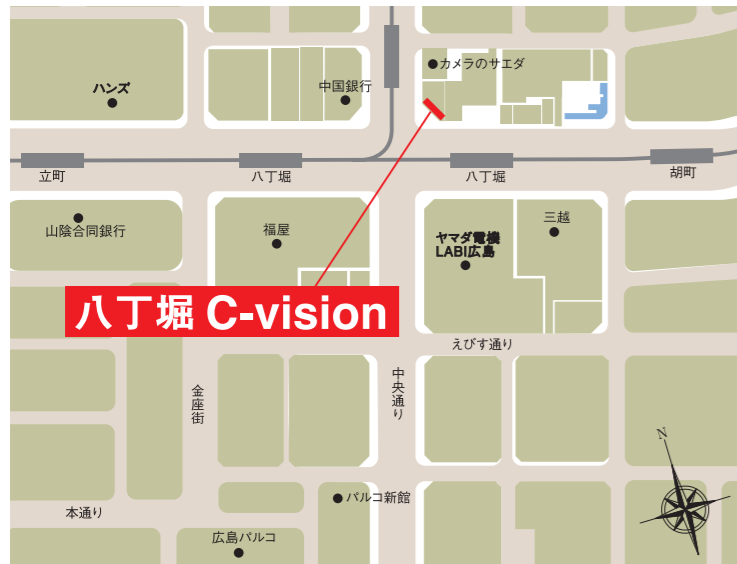 カメラのサエダ
中国銀行
ハンズ
立町
八丁堀
八丁堀
胡町
山陰合同銀行
福屋
ヤマダ電機
LABI広島
三越
八丁堀 C-vision
えびす通り
中央通り
金座街
N
パルコ新館
本通り
広島パルコ